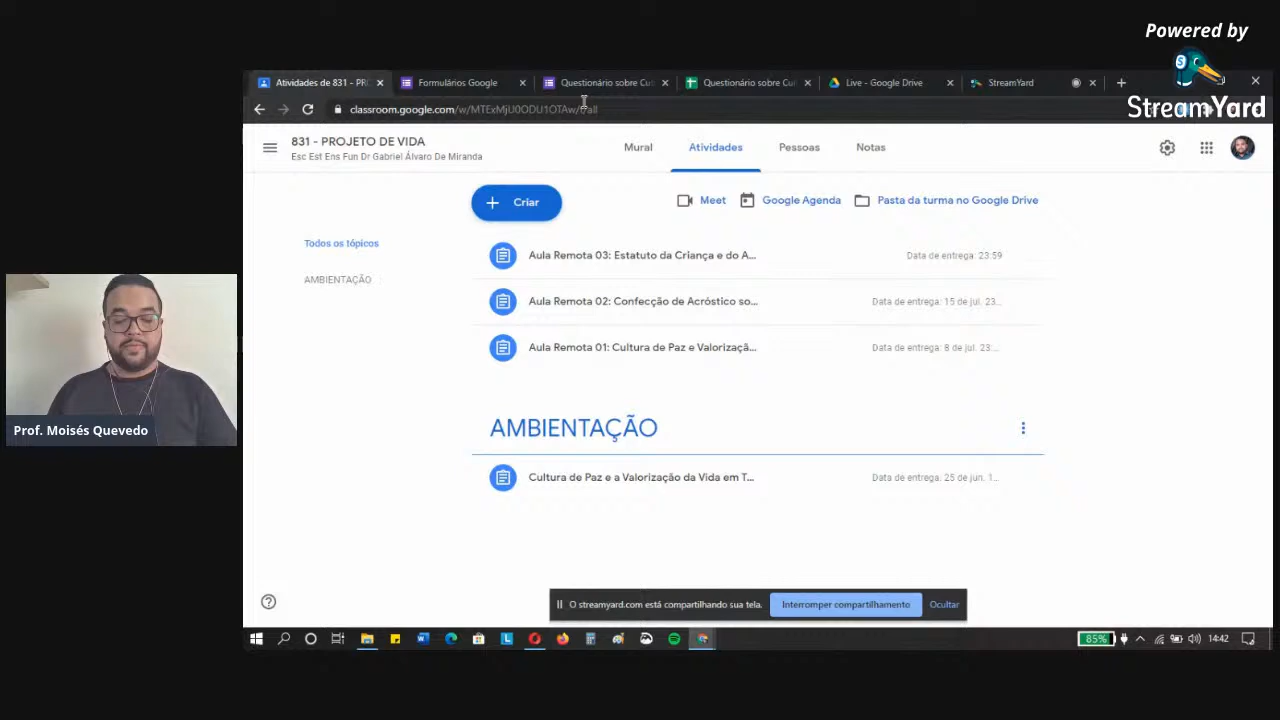 Powered by
StreamYard
Atividades de 831 - PR
Formulários Google
Questionário sobre Cul
Questionário sobre Cul
Live - Google Drive
StreamYard
classroom.google.com
831 - PROJETO DE VIDA
Esc Est Ens Fun Dr Gabriel Álvaro De Miranda
Mural
Atividades
Pessoas
Notas
Criar
Meet
Google Agenda
Pasta da turma no Google Drive
Todos os tópicos
AMBIENTAÇÃO
Aula Remota 03: Estatuto da Criança e do A...
Data de entrega: 23:59
Aula Remota 02: Confecção de Acróstico so...
Data de entrega: 15 de jul. 23...
Aula Remota 01: Cultura de Paz e Valorizaçã...
Data de entrega: 8 de jul. 23:...
AMBIENTAÇÃO
Cultura de Paz e a Valorização da Vida em T...
Data de entrega: 25 de jun. 1...
Prof. Moisés Quevedo
O streamyard.com está compartilhando sua tela.
Interromper compartilhamento
Ocultar
85%
14:42